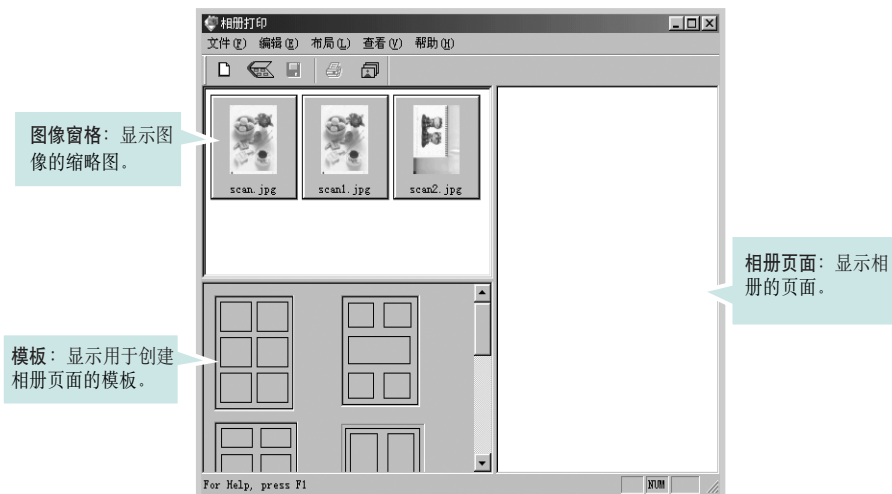 相册打印
文件(F) 编辑(E) 布局(L) 查看(V) 帮助(H)
图像窗格：显示图
像的缩略图。
scan.jpg scan1.jpg scan2.jpg
相册页面：显示相
册的页面。
模板：显示用于创建
相册页面的模板。
For Help, press F1
NUM